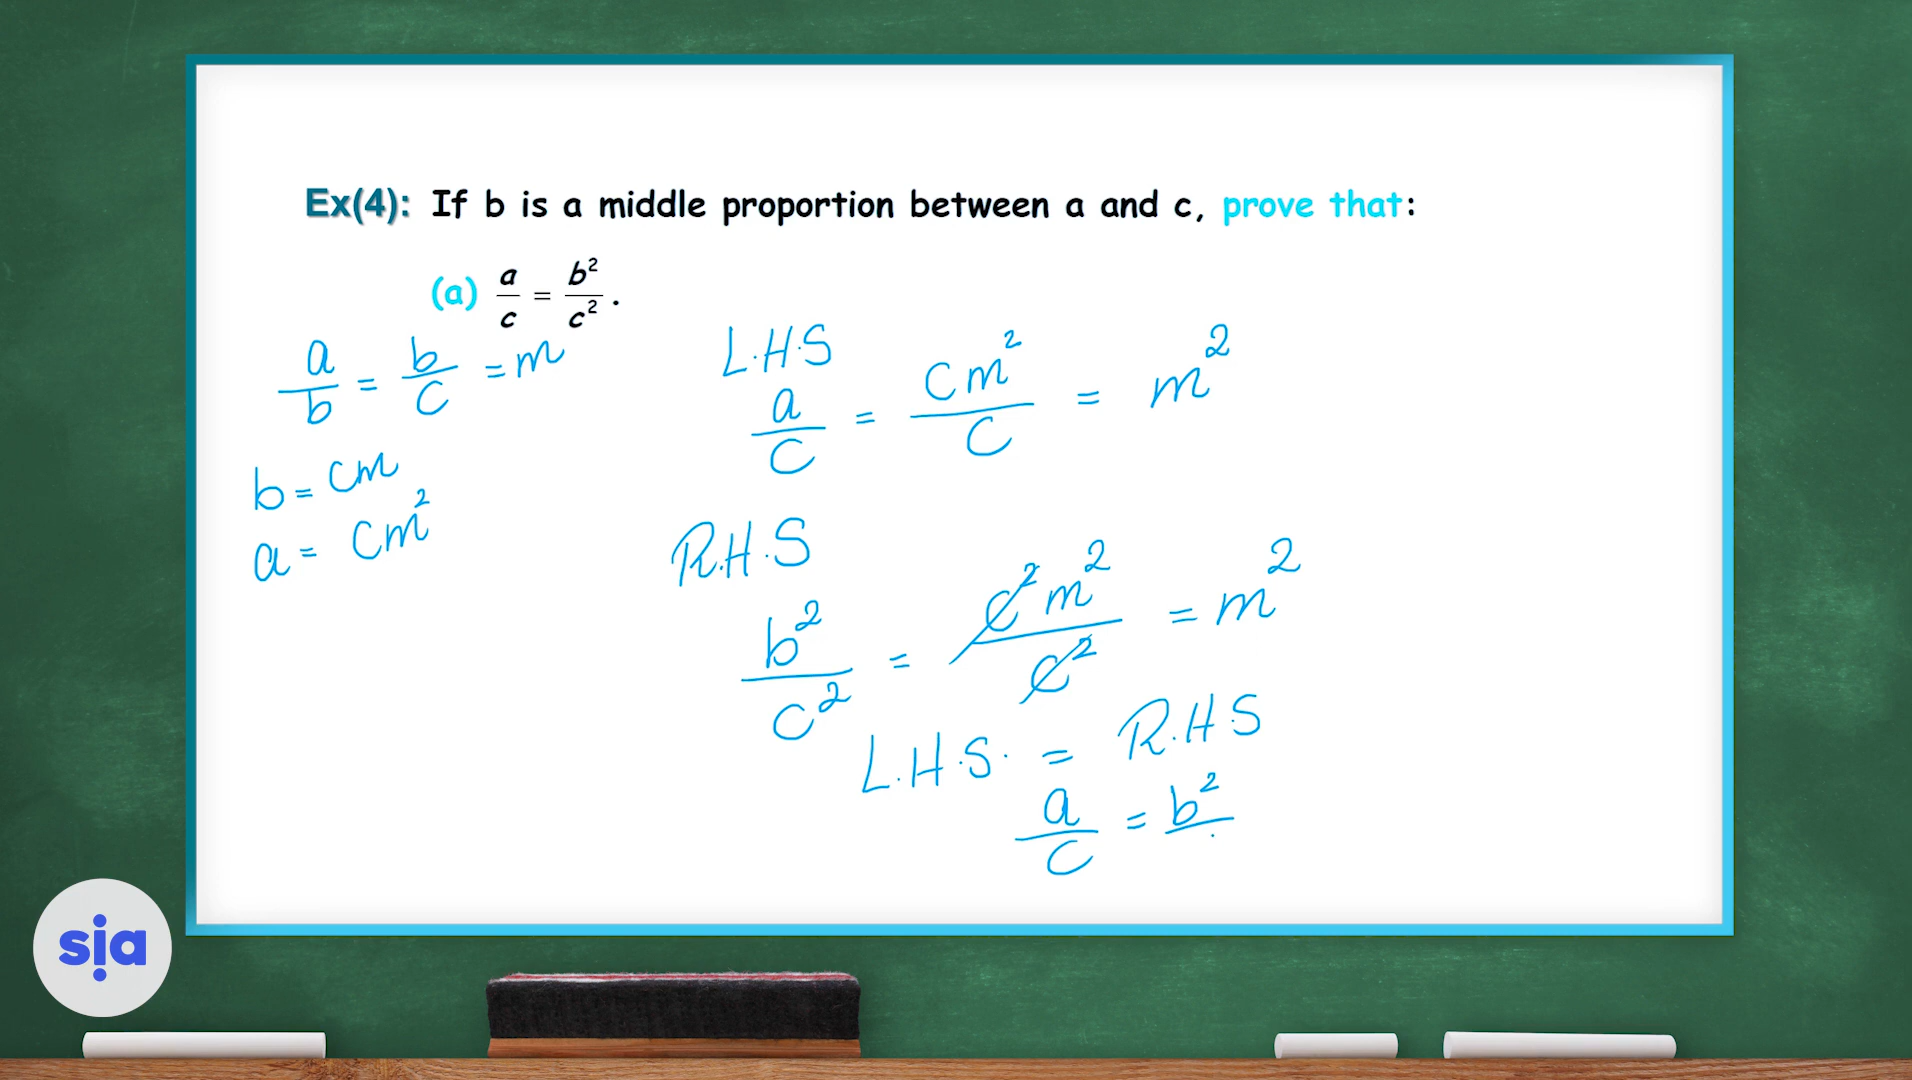 Ex(4): If b is a middle proportion between a and c, prove that:
(a) a/c = b²/c² .
a/b = b/c = m
b = cm
a = cm²
L.H.S
a/c = cm²/c = m²
R.H.S
b²/c² = c²m²/c² = m²
L.H.S. = R.H.S
a/c = b²/
sia